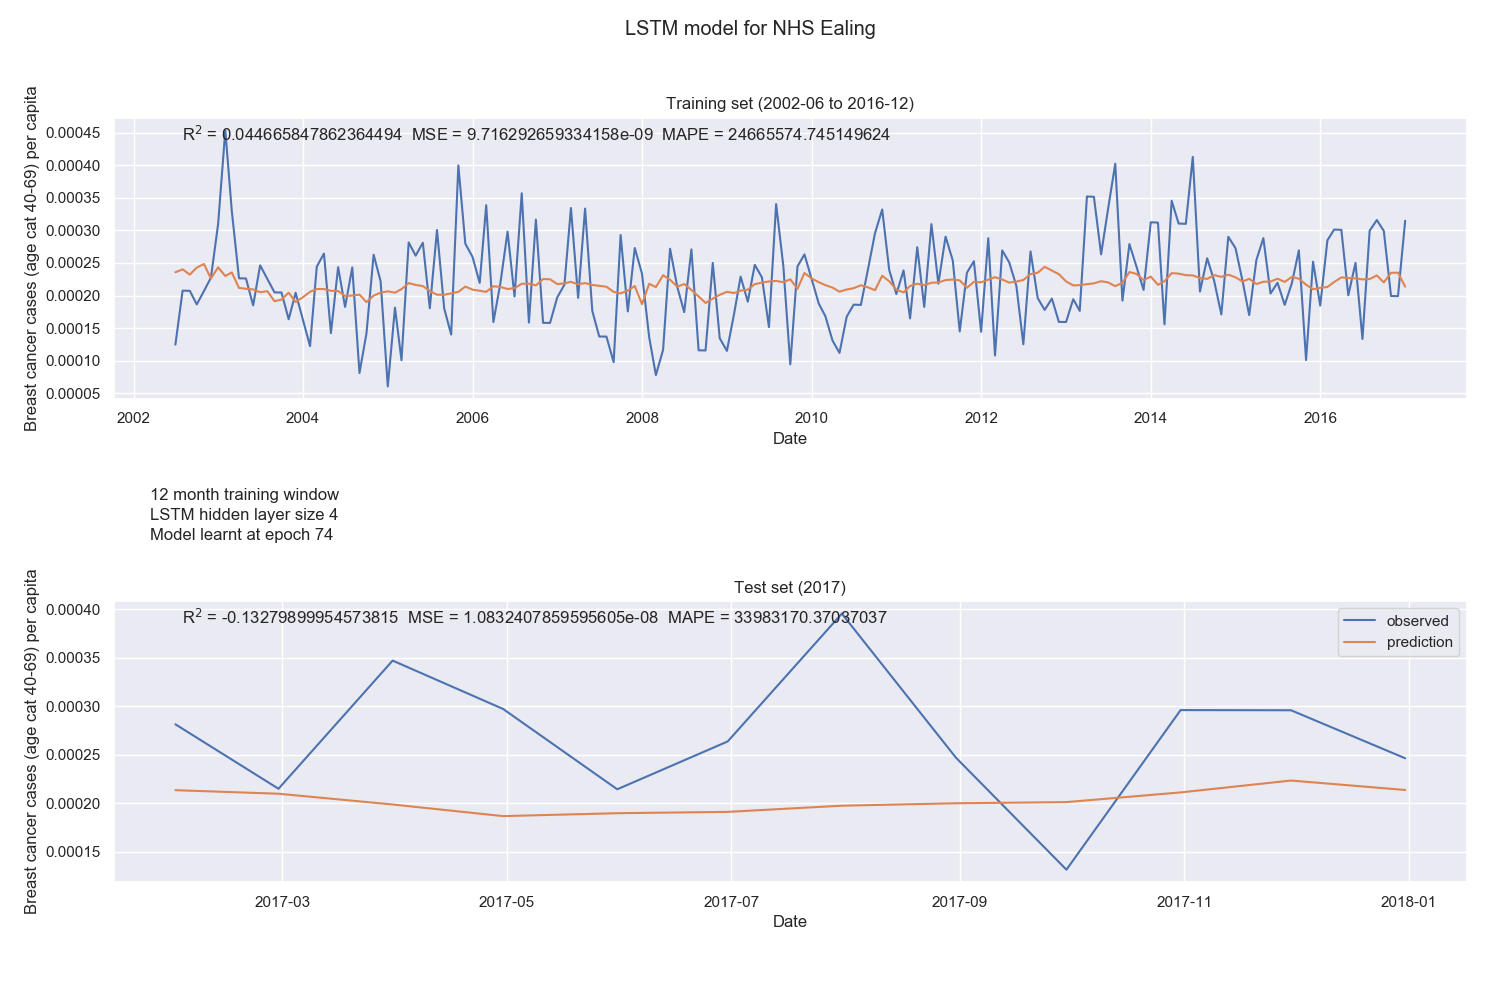 LSTM model for NHS Ealing
Training set (2002-06 to 2016-12)
R² = 0.044665847862364494 MSE = 9.716292659334158e-09 MAPE = 24665574.745149624
Breast cancer cases (age cat 40-69) per capita
0.00045
0.00040
0.00035
0.00030
0.00025
0.00020
0.00015
0.00010
0.00005
2002 2004 2006 2008 2010 2012 2014 2016
Date
12 month training window
LSTM hidden layer size 4
Model learnt at epoch 74
Test set (2017)
R² = -0.13279899954573815 MSE = 1.0832407859595605e-08 MAPE = 33983170.37037037
observed
prediction
Breast cancer cases (age cat 40-69) per capita
0.00040
0.00035
0.00030
0.00025
0.00020
0.00015
2017-03 2017-05 2017-07 2017-09 2017-11 2018-01
Date